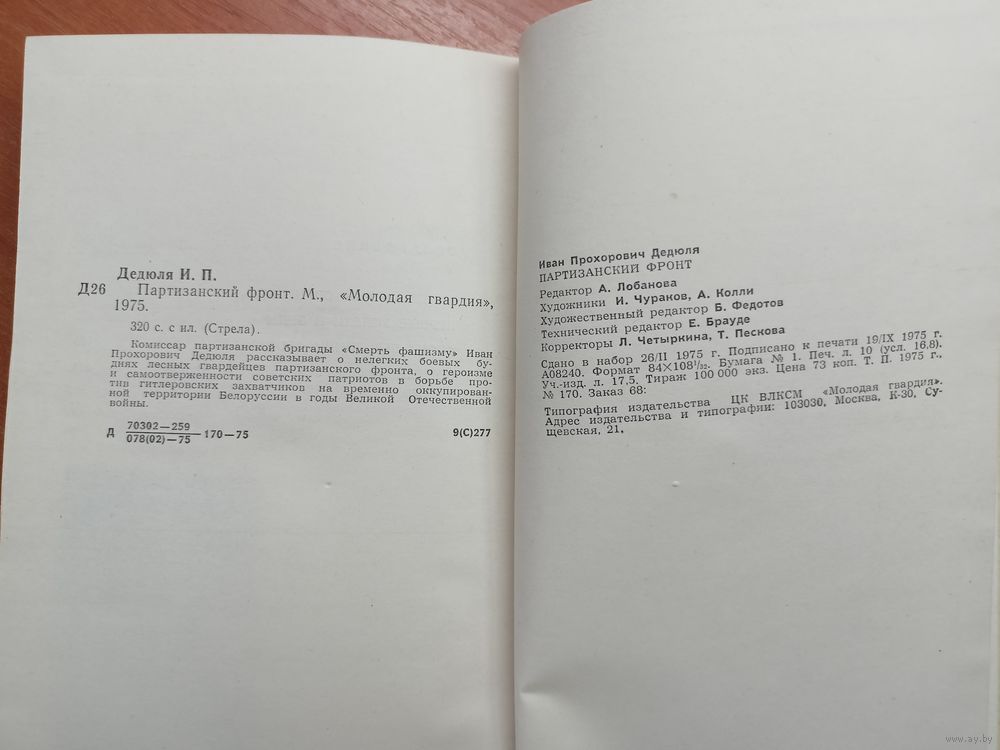 Дедюля И. П.
Д26 Партизанский фронт. М., «Молодая гвардия»,
1975.
320 с. с ил. (Стрела).
Комиссар партизанской бригады «Смерть фашизму» Иван
Прохорович Дедюля рассказывает о нелегких боевых бу-
днях лесных гвардейцев партизанского фронта, о героизме
и самоотверженности советских патриотов в борьбе про-
тив гитлеровских захватчиков на временно оккупирован-
ной территории Белоруссии в годы Великой Отечественной
войны.
Д 70302—259
078(02)—75 170—75 9(С)277
Иван Прохорович Дедюля
ПАРТИЗАНСКИЙ ФРОНТ
Редактор А. Лобанова
Художники И. Чураков, А. Колли
Художественный редактор Б. Федотов
Технический редактор Е. Брауде
Корректоры Л. Четыркина, Т. Пескова
Сдано в набор 26/II 1975 г. Подписано к печати 19/IX 1975 г.
А08240. Формат 84×108¹/₃₂. Бумага № 1. Печ. л. 10 (усл. 16,8).
Уч.-изд. л. 17,5. Тираж 100 000 экз. Цена 73 коп. Т. П. 1975 г.,
№ 170. Заказ 68:
Типография издательства ЦК ВЛКСМ «Молодая гвардия».
Адрес издательства и типографии: 103030, Москва, К-30, Су-
щевская, 21.
www.ay.by